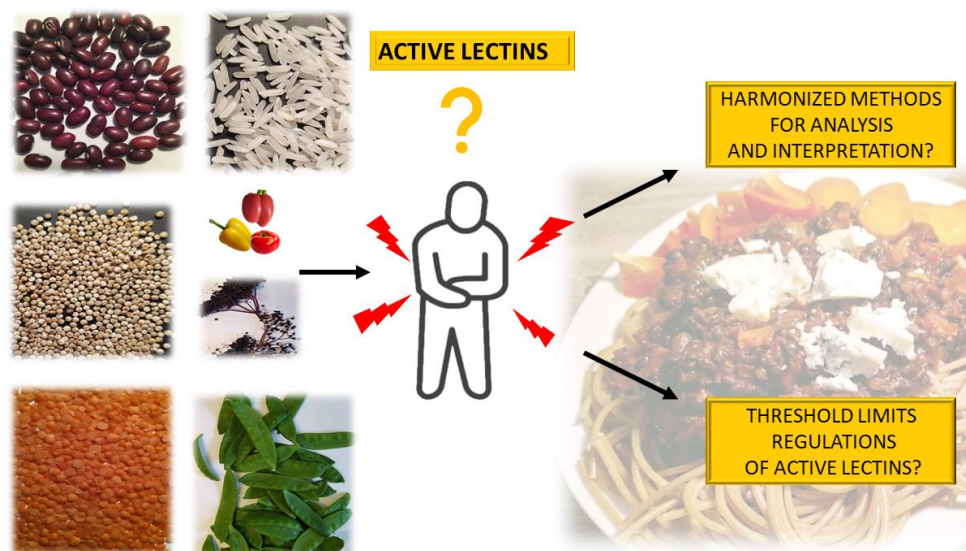 ACTIVE LECTINS
?
HARMONIZED METHODS
FOR ANALYSIS
AND INTERPRETATION?
THRESHOLD LIMITS
REGULATIONS
OF ACTIVE LECTINS?